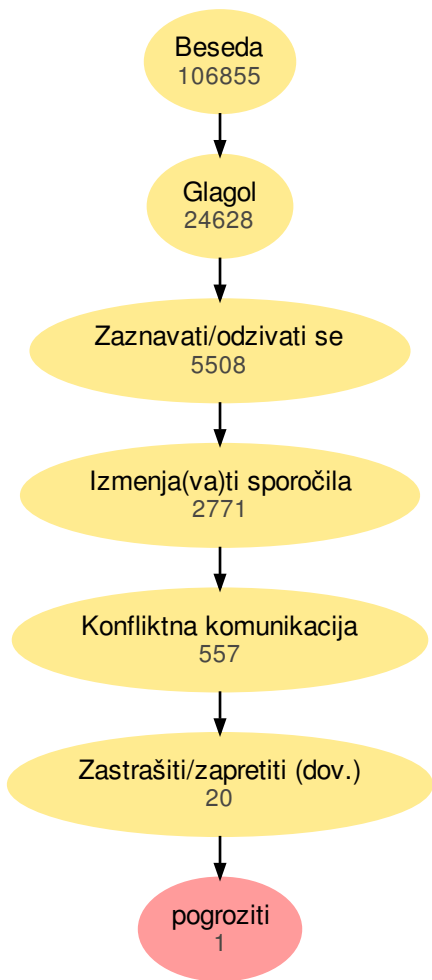 Beseda
106855
Glagol
24628
Zaznavati/odzivati se
5508
Izmenja(va)ti sporočila
2771
Konfliktna komunikacija
557
Zastrašiti/zapretiti (dov.)
20
pogroziti
1